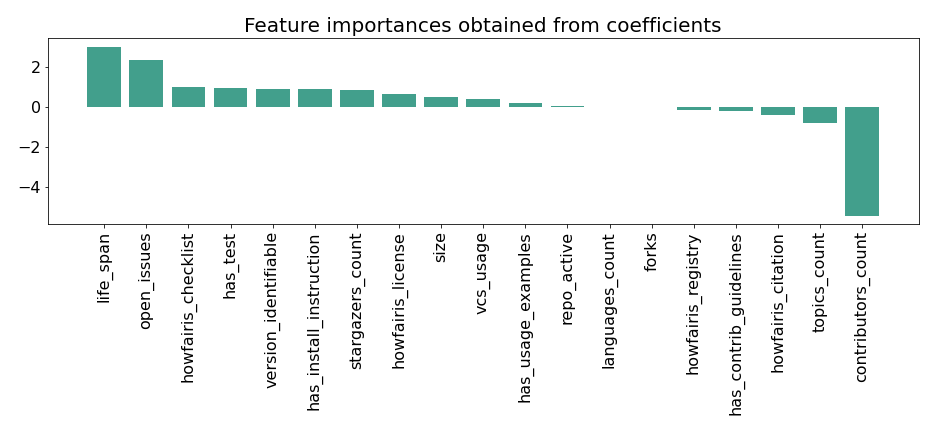 Feature importances obtained from coefficients
2
0
−2
−4
life_span
open_issues
howfairis_checklist
has_test
version_identifiable
has_install_instruction
stargazers_count
howfairis_license
size
vcs_usage
has_usage_examples
repo_active
languages_count
forks
howfairis_registry
has_contrib_guidelines
howfairis_citation
topics_count
contributors_count